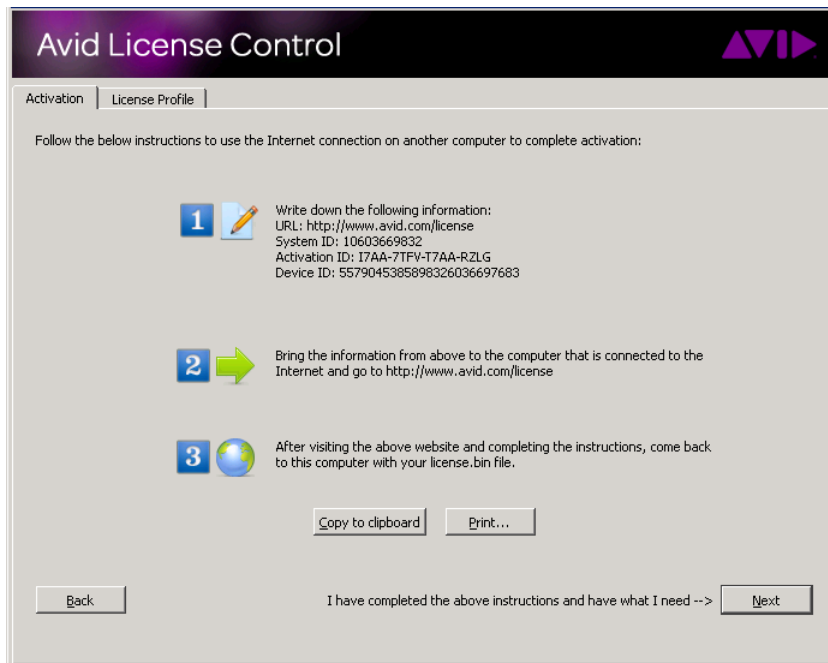 Avid License Control
AVID
Activation
License Profile
Follow the below instructions to use the Internet connection on another computer to complete activation:
1
Write down the following information:
URL: http://www.avid.com/license
System ID: 10603669832
Activation ID: I7AA-7TFV-T7AA-RZLG
Device ID: 5579045385898326036697683
2
Bring the information from above to the computer that is connected to the
Internet and go to http://www.avid.com/license
3
After visiting the above website and completing the instructions, come back
to this computer with your license.bin file.
Copy to clipboard
Print...
Back
I have completed the above instructions and have what I need -->
Next